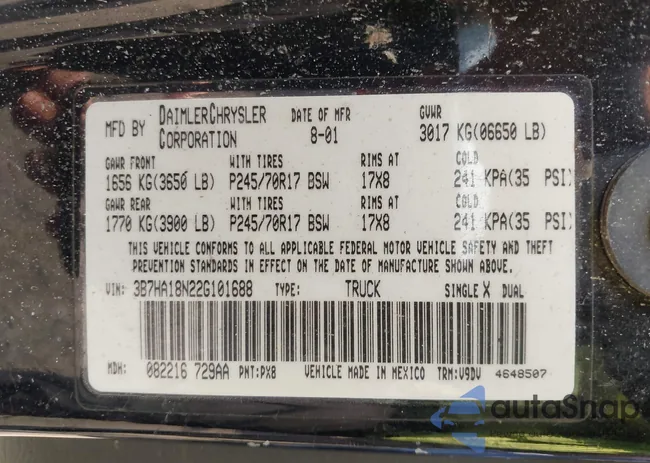 MFD BY DAIMLERCHRYSLER CORPORATION DATE OF MFR 8-01 GVWR 3017 KG(06650 LB)
GAWR FRONT WITH TIRES RIMS AT COLD
1656 KG(3650 LB) P245/70R17 BSW 17X8 241 KPA(35 PSI)
GAWR REAR WITH TIRES RIMS AT COLD
1770 KG(3900 LB) P245/70R17 BSW 17X8 241 KPA(35 PSI)
THIS VEHICLE CONFORMS TO ALL APPLICABLE FEDERAL MOTOR VEHICLE SAFETY AND THEFT
PREVENTION STANDARDS IN EFFECT ON THE DATE OF MANUFACTURE SHOWN ABOVE.
VIN: 3B7HA18N22G101688 TYPE: TRUCK SINGLE X DUAL
MDH: 082216 729AA PNT:PX8 VEHICLE MADE IN MEXICO TRM:V9DV 4648507
autoSnap